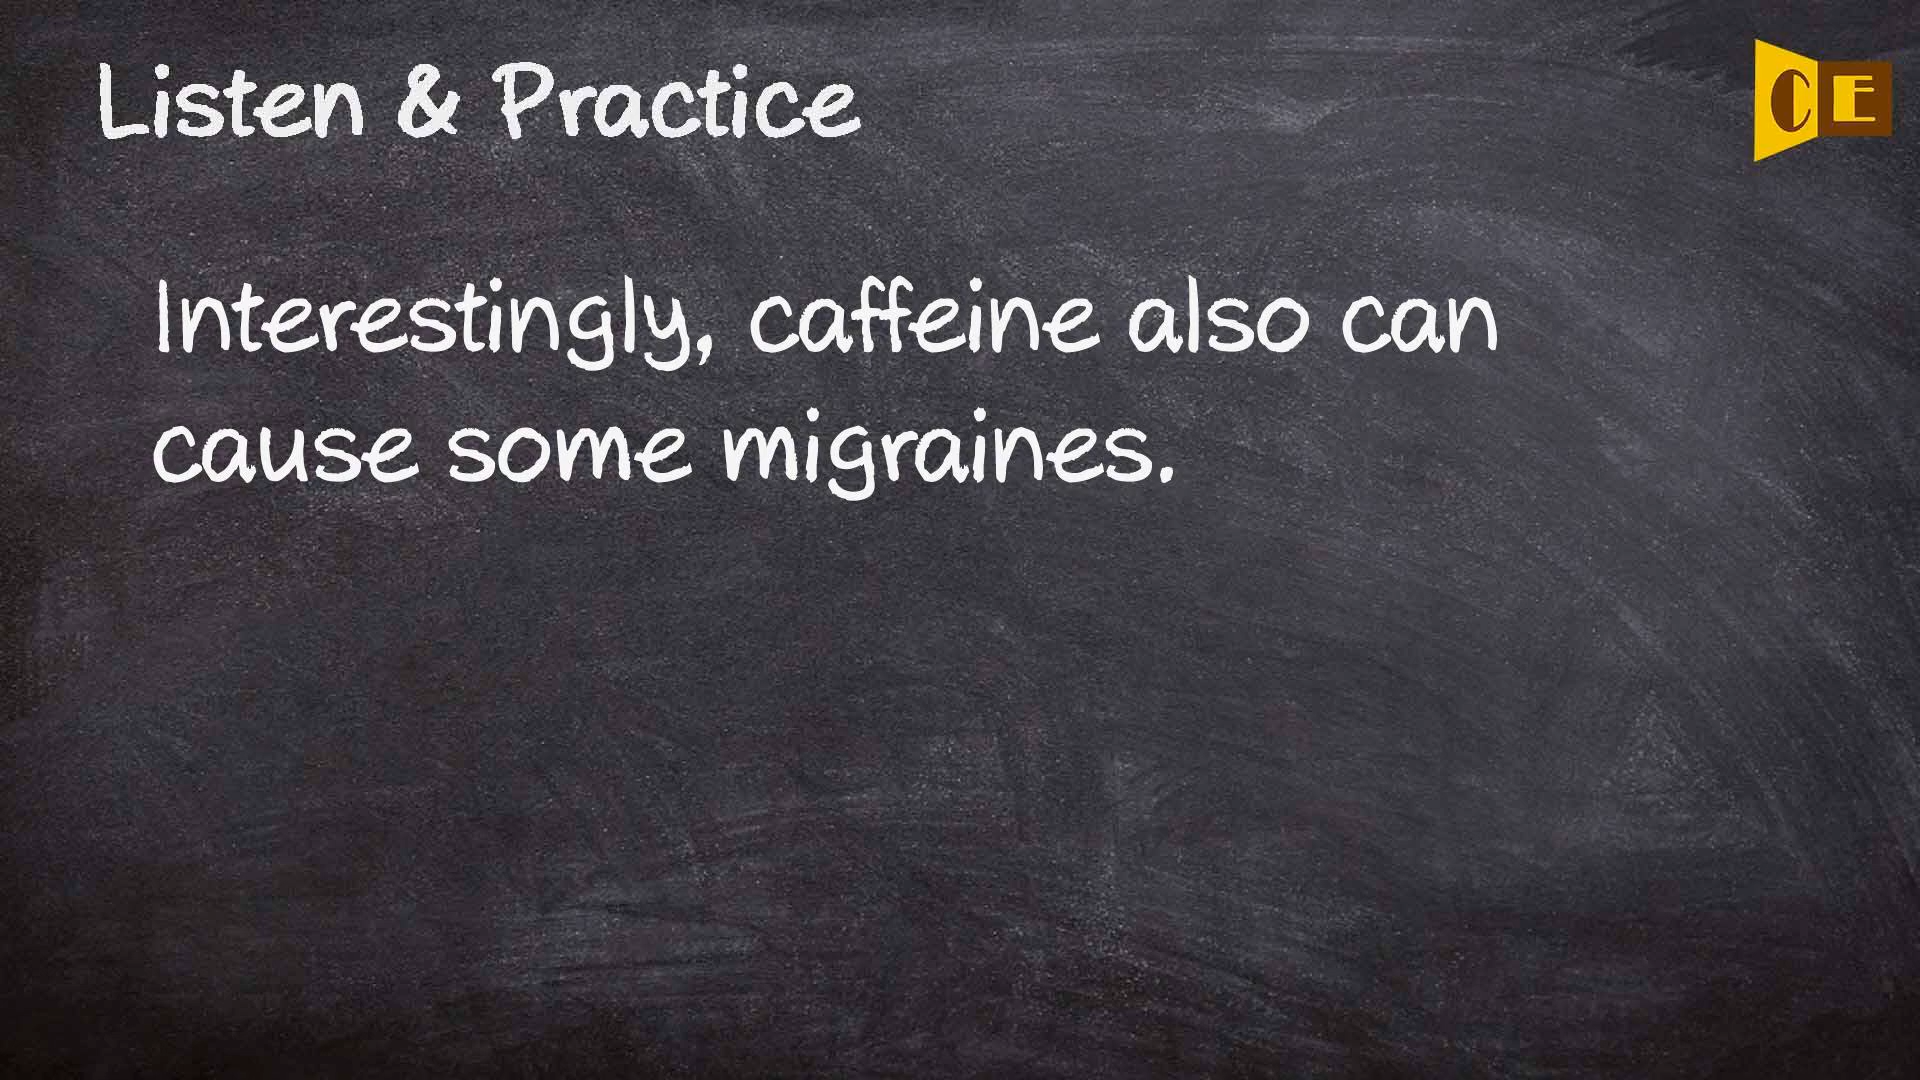 Listen & Practice
CE
Interestingly, caffeine also can
cause some migraines.